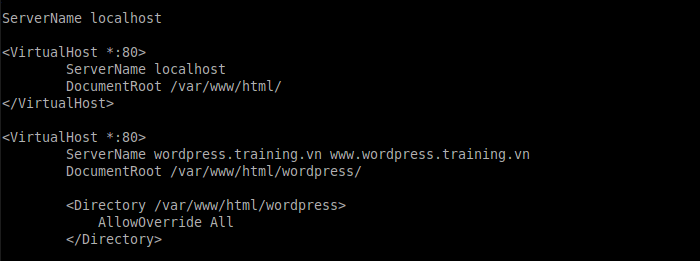 ServerName localhost
<VirtualHost *:80>
ServerName localhost
DocumentRoot /var/www/html/
</VirtualHost>
<VirtualHost *:80>
ServerName wordpress.training.vn www.wordpress.training.vn
DocumentRoot /var/www/html/wordpress/
<Directory /var/www/html/wordpress>
AllowOverride All
</Directory>